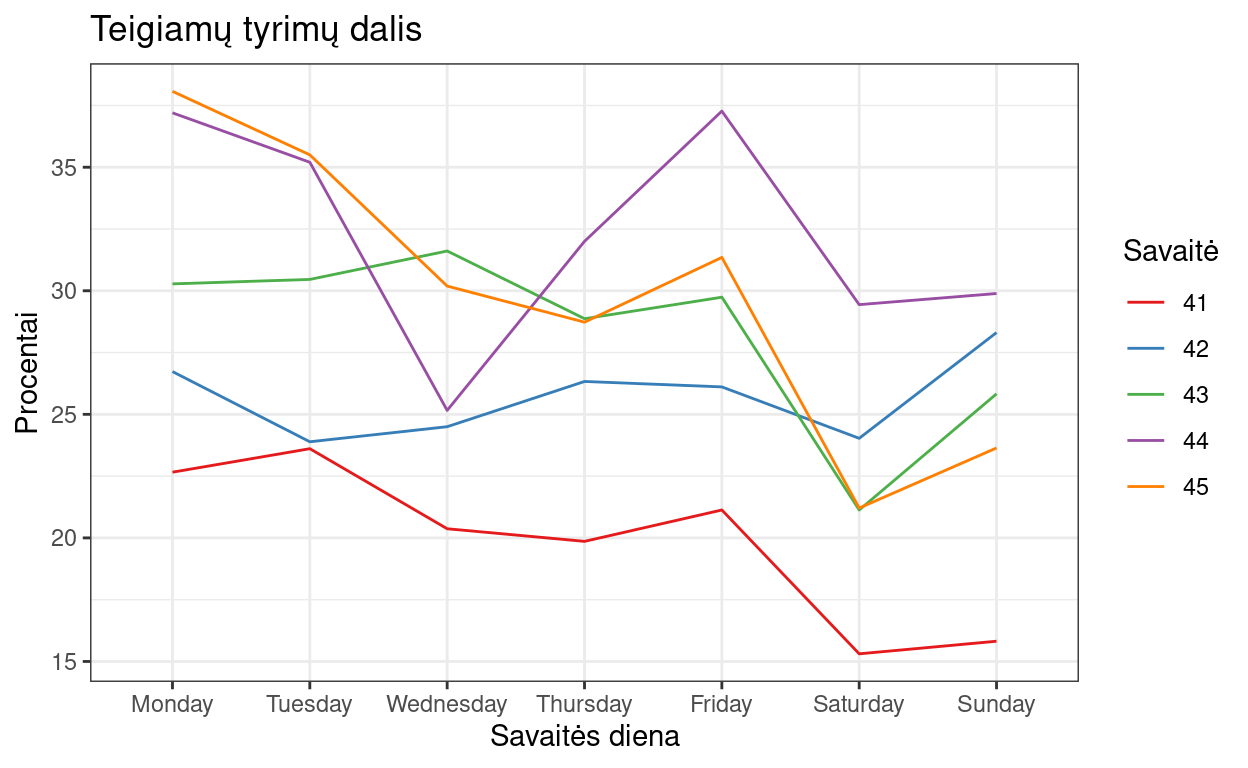 Teigiamų tyrimų dalis
Procentai
35
30
25
20
15
Monday Tuesday Wednesday Thursday Friday Saturday Sunday
Savaitės diena
Savaitė
41
42
43
44
45